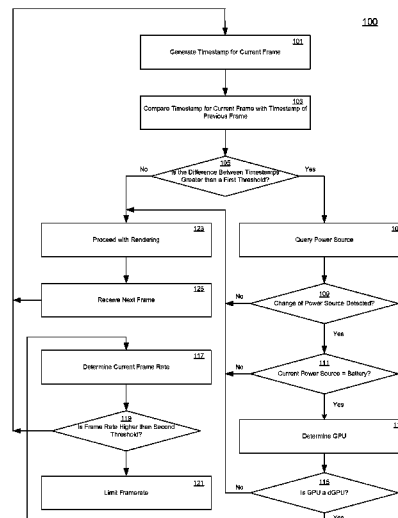 100
101
Generate Timestamp for Current Frame
103
Compare Timestamp for Current Frame with Timestamp of
Previous Frame
105
Is the Difference Between Timestamps
Greater than a First Threshold?
No
Yes
123
Proceed with Rendering
Query Power Source
125
Receive Next Frame
No
109
Change of Power Source Detected?
Yes
117
Determine Current Frame Rate
No
111
Current Power Source = Battery?
Yes
119
Is Frame Rate Higher than Second
Threshold?
Determine GPU
121
Limit Framerate
No
115
Is GPU a dGPU?
Yes